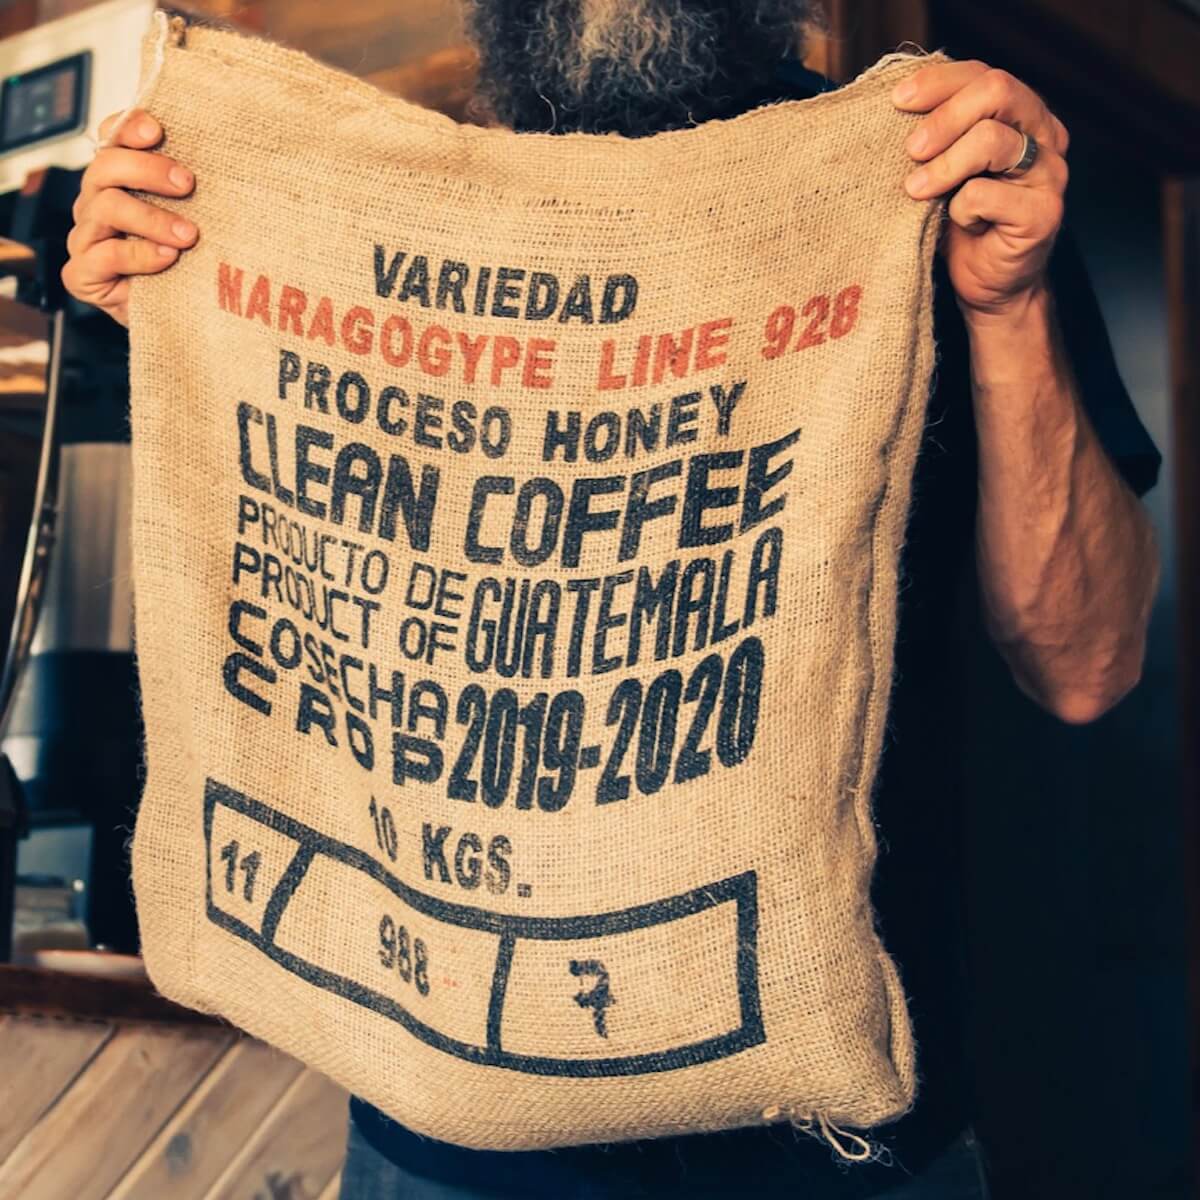 VARIEDAD
MARAGOGYPE LINE 928
PROCESO HONEY
CLEAN COFFEE
PRODUCTO DE
PRODUCT OF GUATEMALA
COSECHA
CROP 2019-2020
10 KGS.
11 988 7